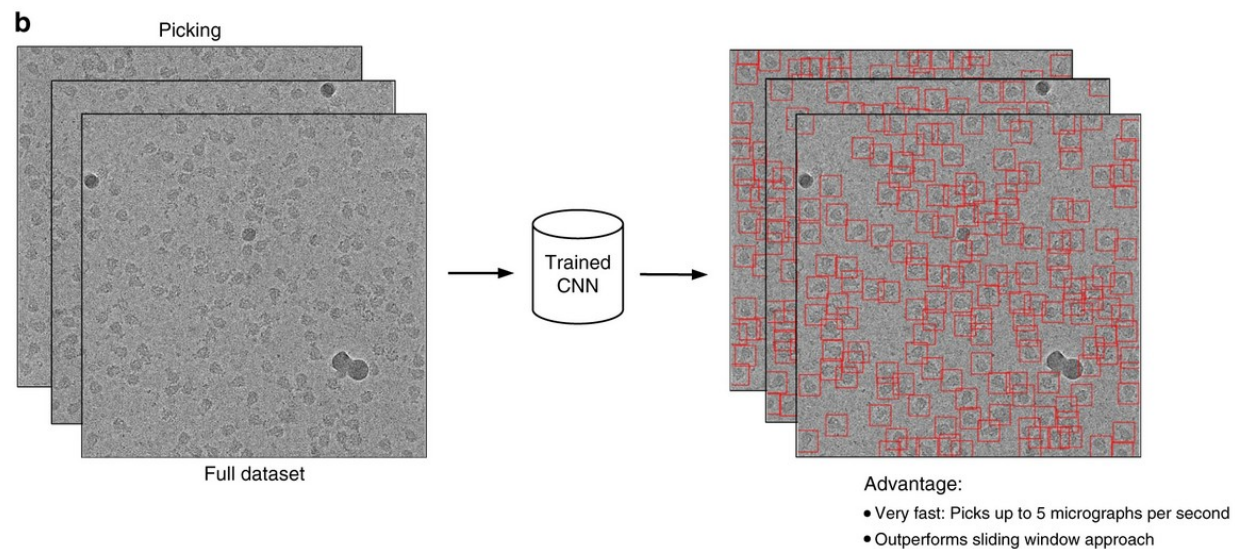 b
Picking
Full dataset
Trained
CNN
Advantage:
● Very fast: Picks up to 5 micrographs per second
● Outperforms sliding window approach